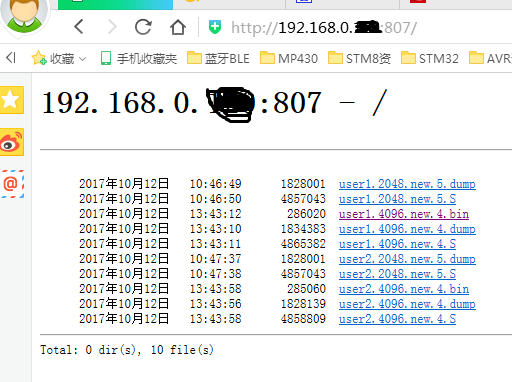 http://192.168.0. :807/
收藏 手机收藏夹 蓝牙BLE MP430 STM8资 STM32 AVR
192.168.0. :807 - /
2017年10月12日 10:46:49 1828001 user1.2048.new.5.dump
2017年10月12日 10:46:50 4857043 user1.2048.new.5.S
2017年10月12日 13:43:12 286020 user1.4096.new.4.bin
2017年10月12日 13:43:10 1834383 user1.4096.new.4.dump
2017年10月12日 13:43:11 4865382 user1.4096.new.4.S
2017年10月12日 10:47:37 1828001 user2.2048.new.5.dump
2017年10月12日 10:47:38 4857043 user2.2048.new.5.S
2017年10月12日 13:43:58 285060 user2.4096.new.4.bin
2017年10月12日 13:43:56 1828139 user2.4096.new.4.dump
2017年10月12日 13:43:58 4858809 user2.4096.new.4.S
Total: 0 dir(s), 10 file(s)